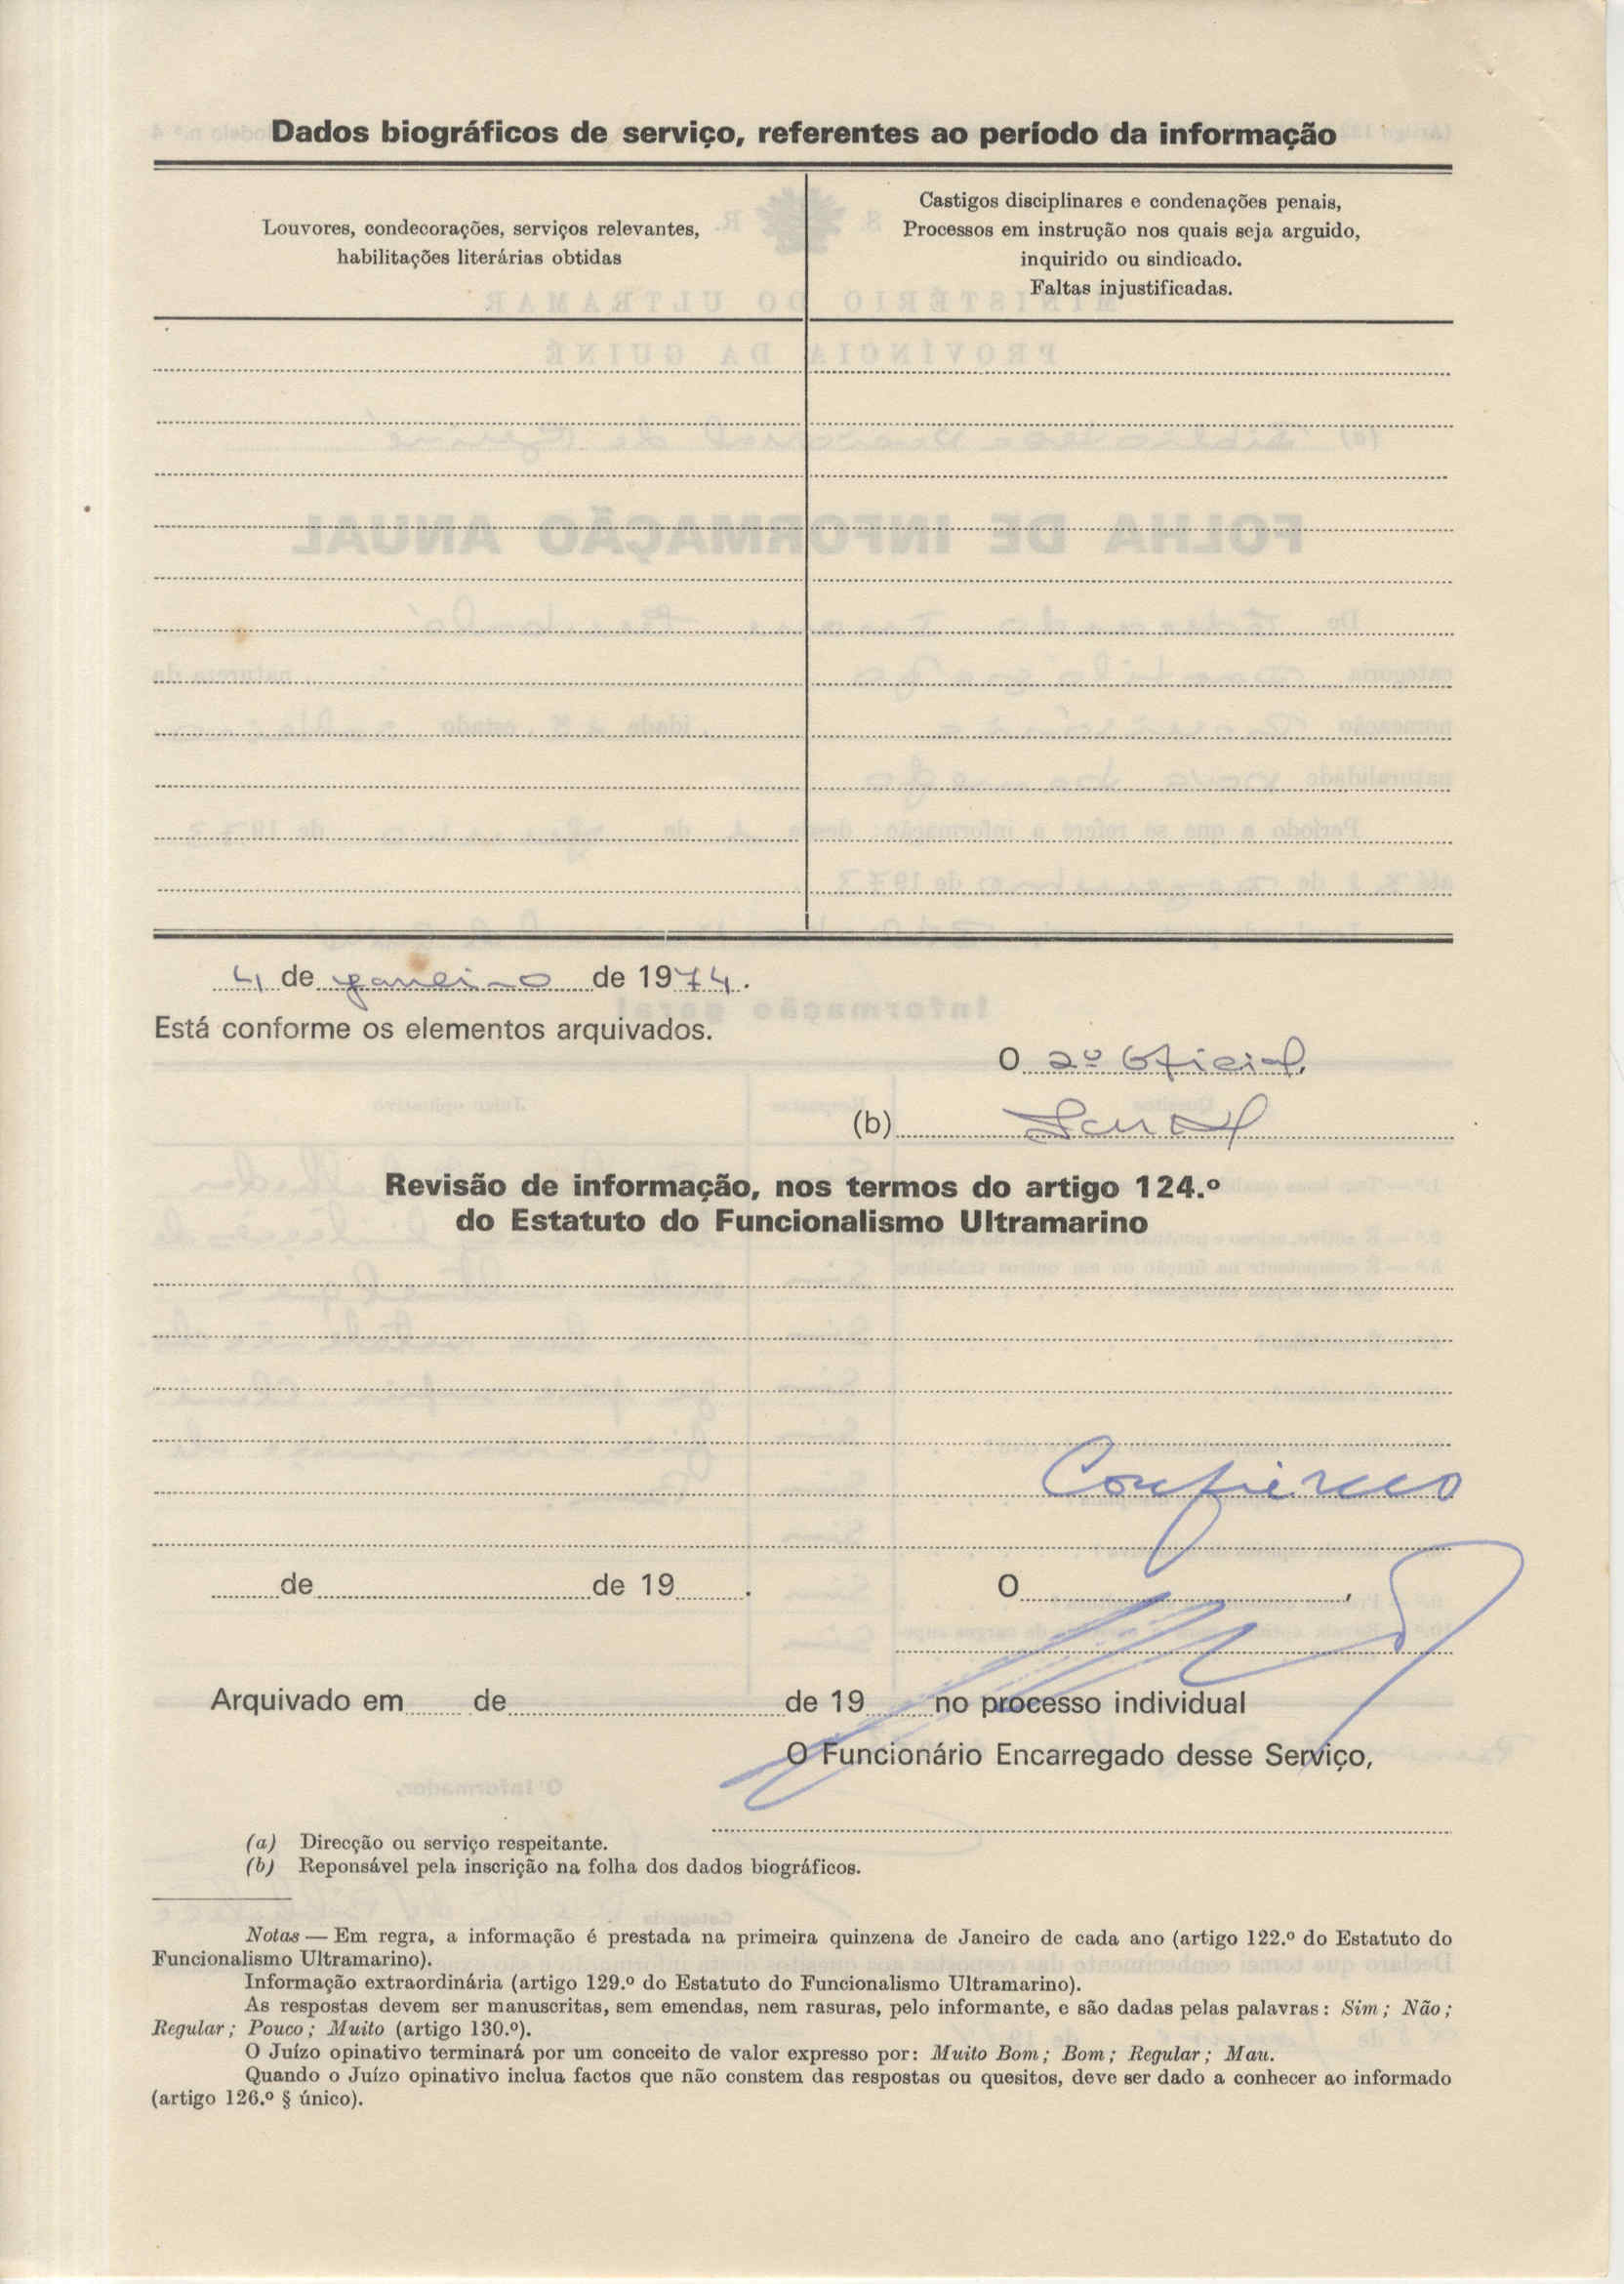 Dados biográficos de serviço, referentes ao período da informação
Louvores, condecorações, serviços relevantes,
habilitações literárias obtidas
Castigos disciplinares e condenações penais,
Processos em instrução nos quais seja arguido,
inquirido ou sindicado.
Faltas injustificadas.
4 de janeiro de 1974.
Está conforme os elementos arquivados.
O 2º Oficial,
(b)
Revisão de informação, nos termos do artigo 124.º
do Estatuto do Funcionalismo Ultramarino
Confirmo
de de 19 .
O ,
Arquivado em de de 19 no processo individual
O Funcionário Encarregado desse Serviço,
(a) Direcção ou serviço respeitante.
(b) Reponsável pela inscrição na folha dos dados biográficos.
Notas — Em regra, a informação é prestada na primeira quinzena de Janeiro de cada ano (artigo 122.º do Estatuto do
Funcionalismo Ultramarino).
Informação extraordinária (artigo 129.º do Estatuto do Funcionalismo Ultramarino).
As respostas devem ser manuscritas, sem emendas, nem rasuras, pelo informante, e são dadas pelas palavras: Sim; Não;
Regular; Pouco; Muito (artigo 130.º).
O Juízo opinativo terminará por um conceito de valor expresso por: Muito Bom; Bom; Regular; Mau.
Quando o Juízo opinativo inclua factos que não constem das respostas ou quesitos, deve ser dado a conhecer ao informado
(artigo 126.º § único).